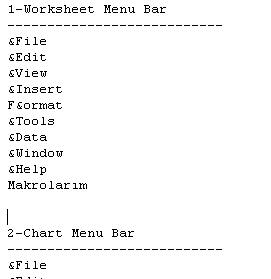 1-Worksheet Menu Bar
---------------------------
&File
&Edit
&View
&Insert
F&ormat
&Tools
&Data
&Window
&Help
Makrolarım
2-Chart Menu Bar
---------------------------
&File
&Edit